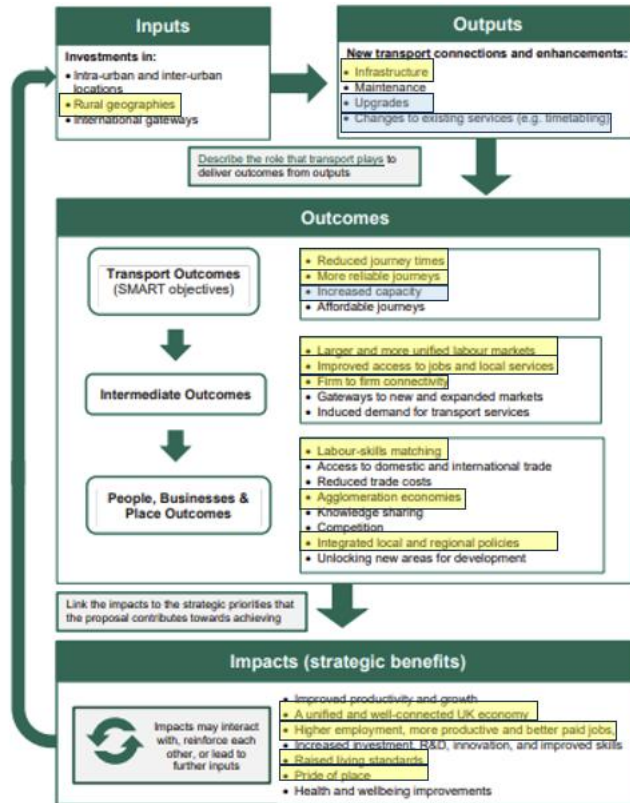 Inputs
Investments in:
• Intra-urban and inter-urban
locations
• Rural geographies
• International gateways
Outputs
New transport connections and enhancements:
• Infrastructure
• Maintenance
• Upgrades
• Changes to existing services (e.g. timetabling)
Describe the role that transport plays to
deliver outcomes from outputs
Outcomes
Transport Outcomes
(SMART objectives)
• Reduced journey times
• More reliable journeys
• Increased capacity
• Affordable journeys
Intermediate Outcomes
• Larger and more unified labour markets
• Improved access to jobs and local services
• Firm to firm connectivity
• Gateways to new and expanded markets
• Induced demand for transport services
People, Businesses &
Place Outcomes
• Labour-skills matching
• Access to domestic and international trade
• Reduced trade costs
• Agglomeration economies
• Knowledge sharing
• Competition
• Integrated local and regional policies
• Unlocking new areas for development
Link the impacts to the strategic priorities that
the proposal contributes towards achieving
Impacts (strategic benefits)
Impacts may interact
with, reinforce each
other, or lead to
further inputs
• Improved productivity and growth
• A unified and well-connected UK economy
• Higher employment, more productive and better paid jobs,
• Increased investment, R&D, innovation, and improved skills
• Raised living standards
• Pride of place
• Health and wellbeing improvements